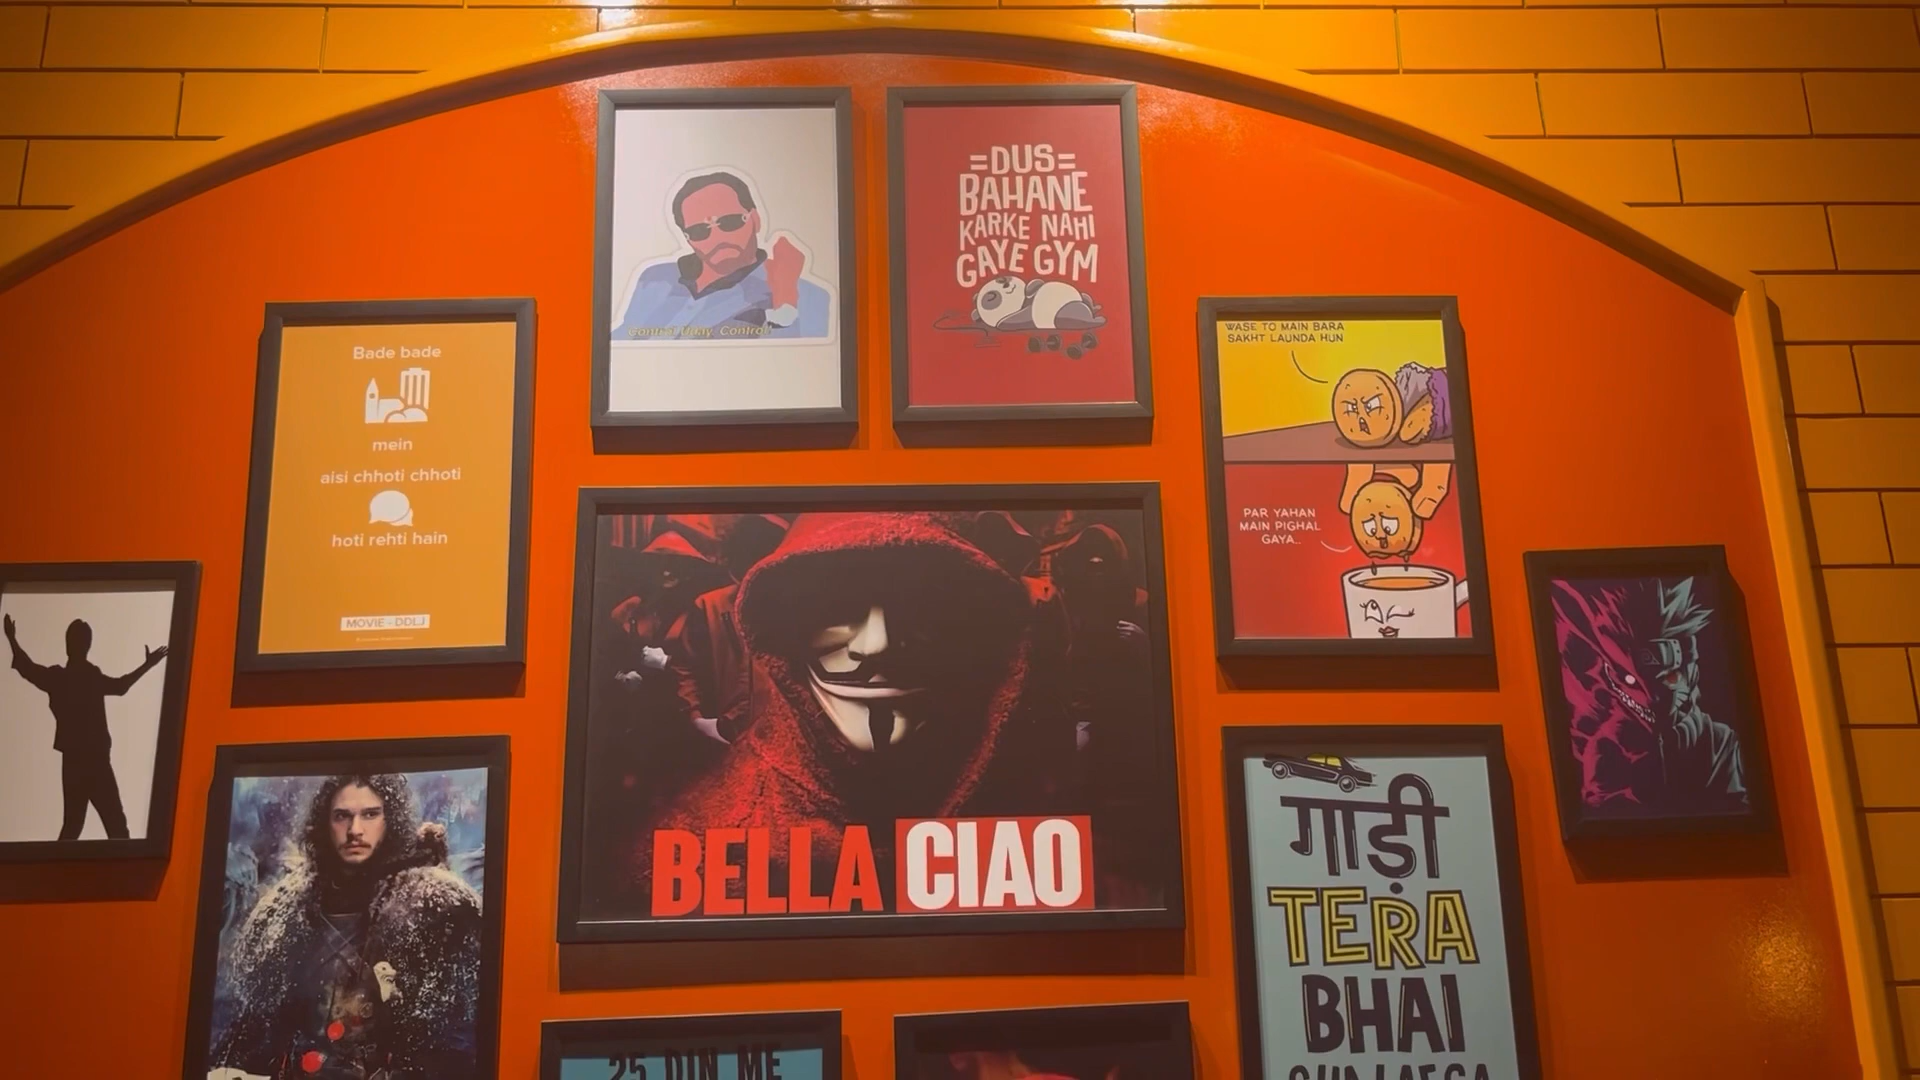 Control Uday, Control!
=DUS=
BAHANE
KARKE NAHI
GAYE GYM
Bade bade
mein
aisi chhoti chhoti
hoti rehti hain
MOVIE - DDLJ
WASE TO MAIN BARA
SAKHT LAUNDA HUN
PAR YAHAN
MAIN PIGHAL
GAYA..
BELLA CIAO
गाड़ी
TERA
BHAI
25 DIN ME